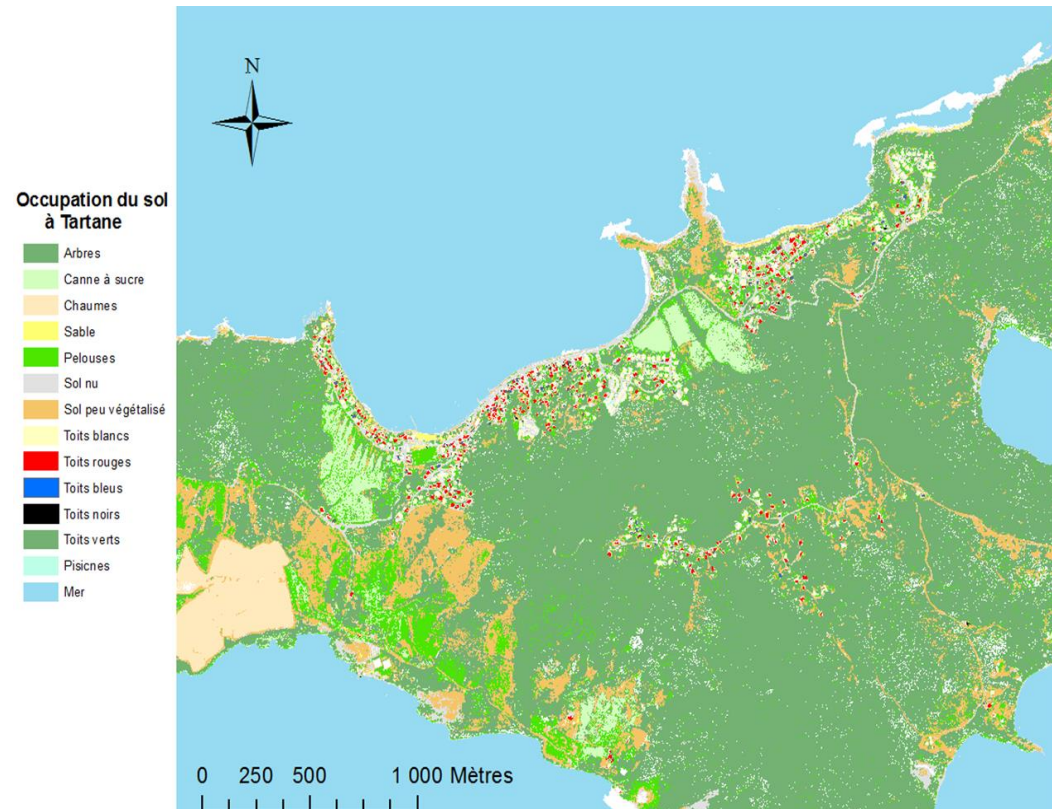 N
Occupation du sol
à Tartane
Arbres
Canne à sucre
Chaumes
Sable
Pelouses
Sol nu
Sol peu végétalisé
Toits blancs
Toits rouges
Toits bleus
Toits noirs
Toits verts
Pisicnes
Mer
0 250 500 1 000 Mètres